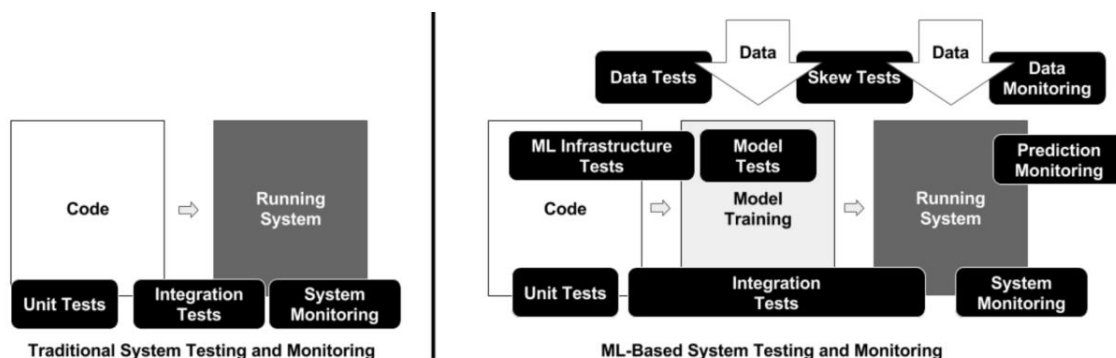 Code
Running
System
Unit Tests
Integration
Tests
System
Monitoring
Traditional System Testing and Monitoring
Data
Data
Data Tests
Skew Tests
Data
Monitoring
ML Infrastructure
Tests
Model
Tests
Prediction
Monitoring
Code
Model
Training
Running
System
Unit Tests
Integration
Tests
System
Monitoring
ML-Based System Testing and Monitoring